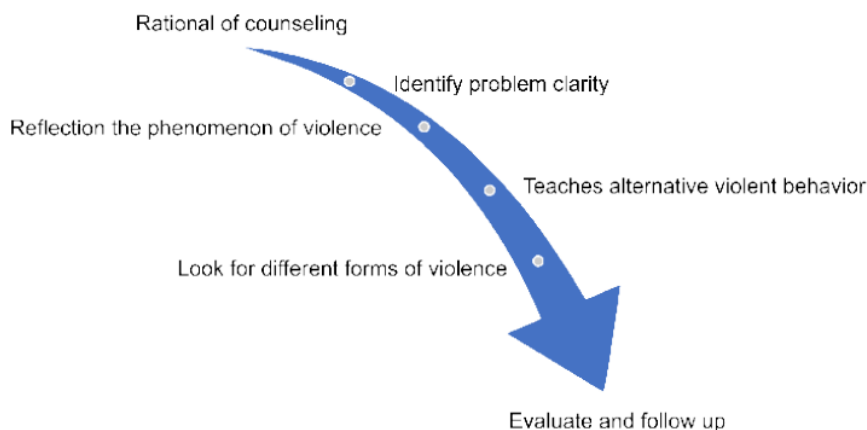 Rational of counseling
Identify problem clarity
Reflection the phenomenon of violence
Teaches alternative violent behavior
Look for different forms of violence
Evaluate and follow up